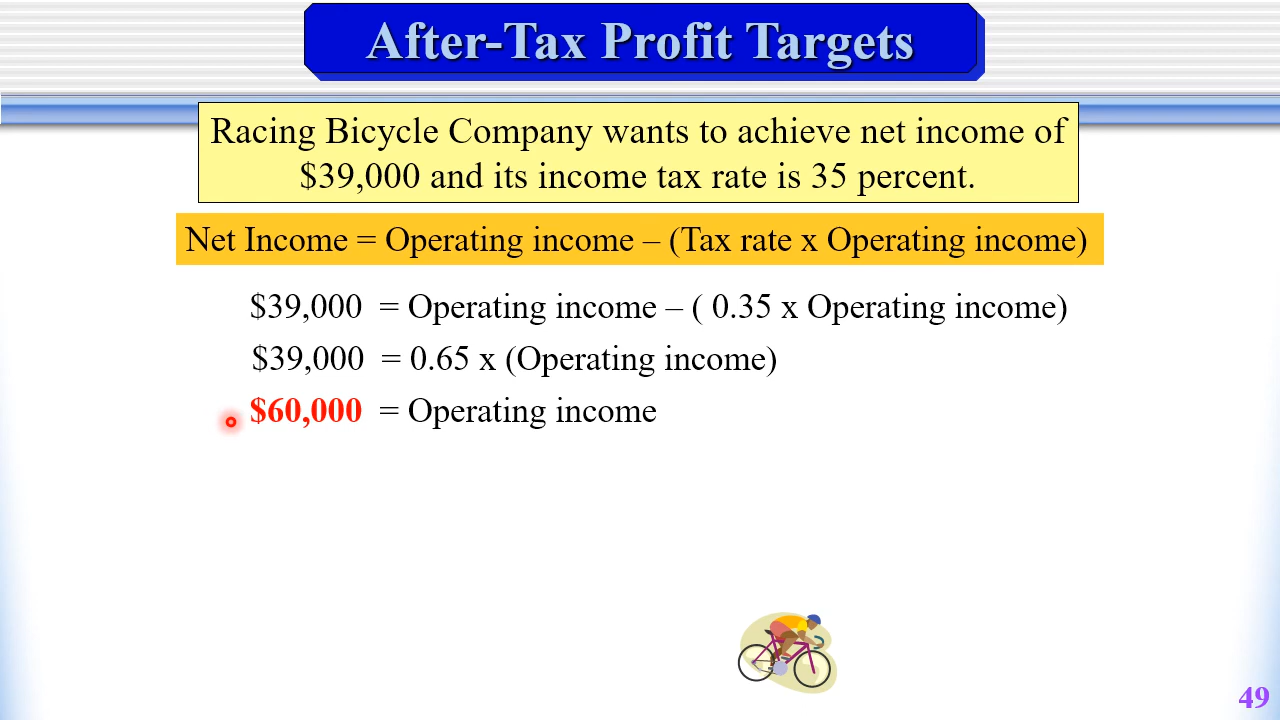 After-Tax Profit Targets
Racing Bicycle Company wants to achieve net income of
$39,000 and its income tax rate is 35 percent.
Net Income = Operating income – (Tax rate x Operating income)
$39,000 = Operating income – ( 0.35 x Operating income)
$39,000 = 0.65 x (Operating income)
$60,000 = Operating income
49